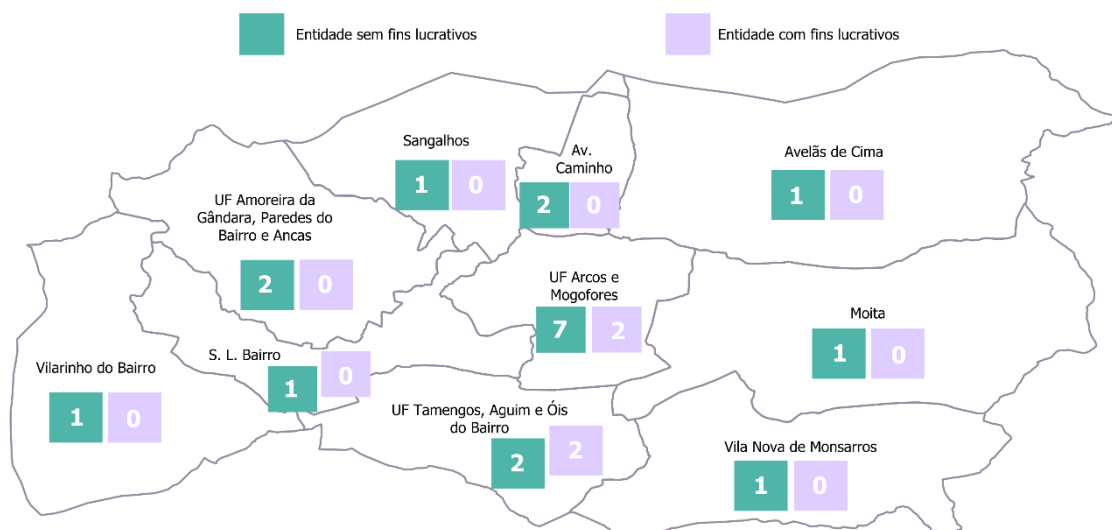 Entidade sem fins lucrativos
Entidade com fins lucrativos
Sangalhos
1 0
Av.
Caminho
2 0
Avelãs de Cima
1 0
UF Amoreira da
Gândara, Paredes do
Bairro e Ancas
2 0
UF Arcos e
Mogofores
7 2
Moita
1 0
S. L. Bairro
1 0
Vilarinho do Bairro
1 0
UF Tamengos, Aguim e Óis
do Bairro
2 2
Vila Nova de Monsarros
1 0